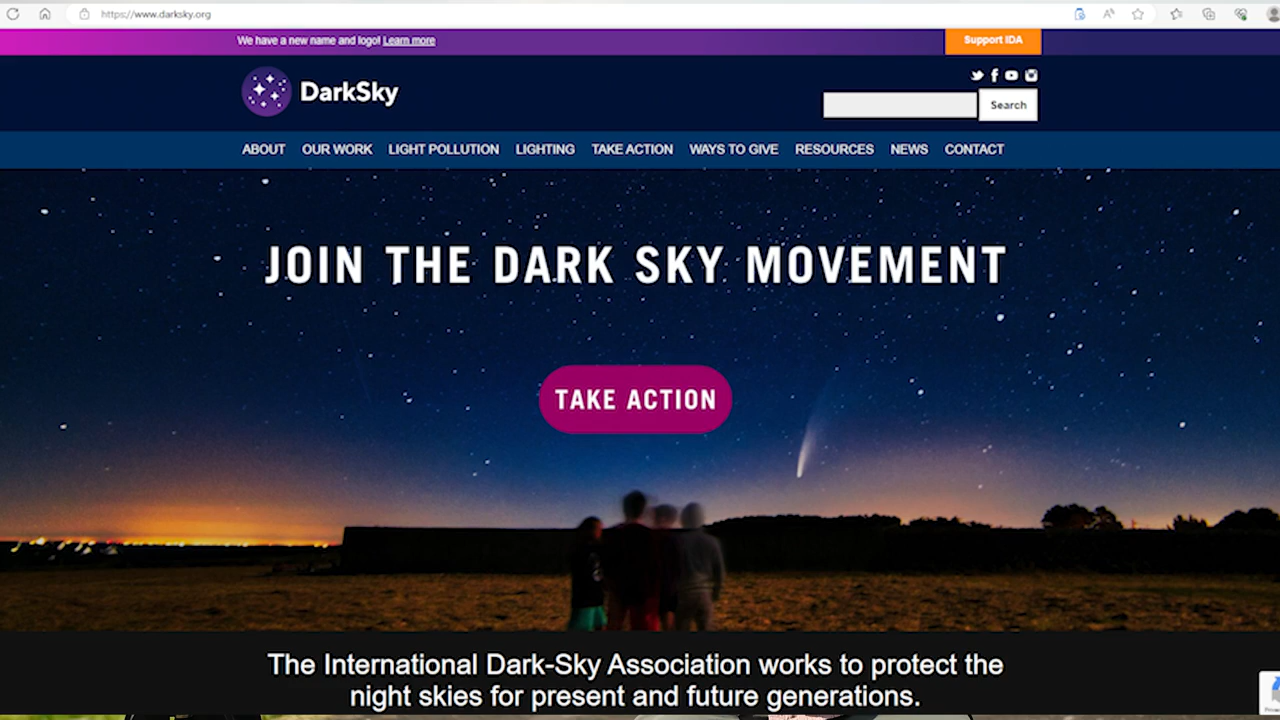 https://www.darksky.org
We have a new name and logo! Learn more
Support IDA
DarkSky
Search
ABOUT OUR WORK LIGHT POLLUTION LIGHTING TAKE ACTION WAYS TO GIVE RESOURCES NEWS CONTACT
JOIN THE DARK SKY MOVEMENT
TAKE ACTION
The International Dark-Sky Association works to protect the
night skies for present and future generations.